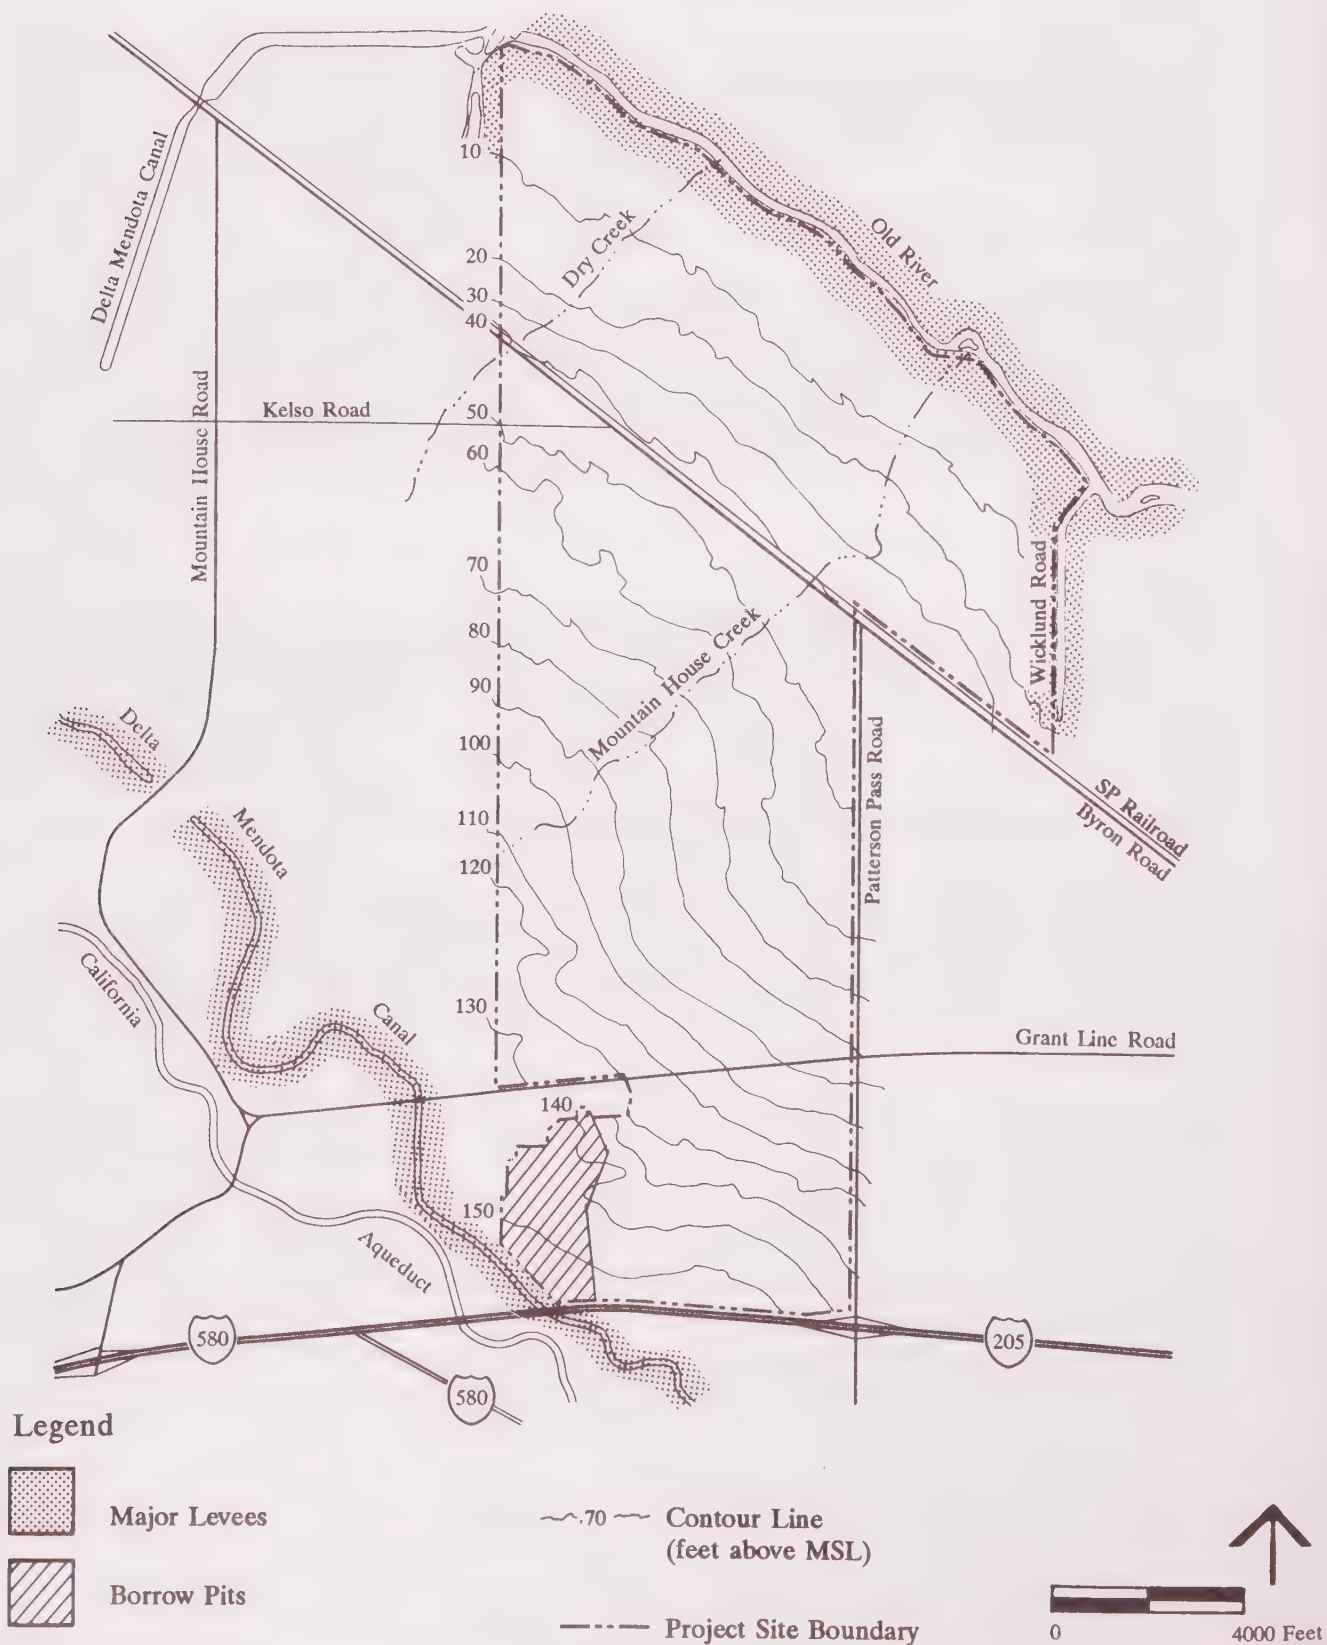 Delta Mendota Canal
10
Old River
Dry Creek
20
30
40
Mountain House Road
Kelso Road
50
60
Wicklund Road
70
Mountain House Creek
80
90
100
Delta
Patterson Pass Road
SP Railroad
Byron Road
110
Mendota
120
California
130
Canal
Grant Line Road
140
150
Aqueduct
580
205
580
Legend
Major Levees
70
Contour Line
(feet above MSL)
Borrow Pits
Project Site Boundary
0
4000 Feet